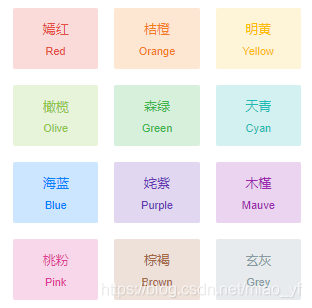 嫣红
Red
桔橙
Orange
明黄
Yellow
橄榄
Olive
森绿
Green
天青
Cyan
海蓝
Blue
姹紫
Purple
木槿
Mauve
桃粉
Pink
棕褐
Brown
玄灰
Grey
https://blog.csdn.net/miao_yf